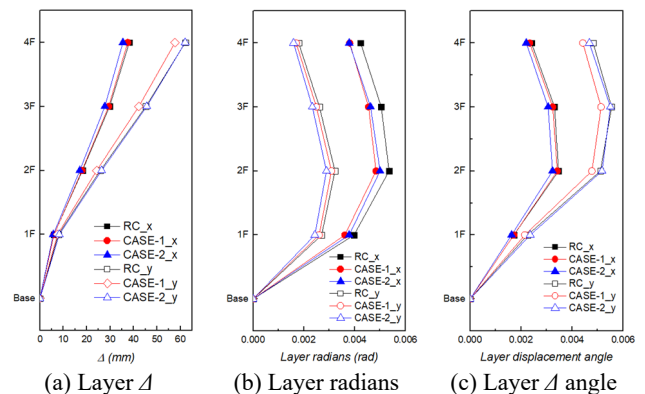 4F
3F
2F
1F
Base
0 10 20 30 40 50 60
Δ (mm)
RC_x
CASE-1_x
CASE-2_x
RC_y
CASE-1_y
CASE-2_y
(a) Layer Δ
4F
3F
2F
1F
Base
0.000 0.002 0.004 0.006
Layer radians (rad)
RC_x
CASE-1_x
CASE-2_x
RC_y
CASE-1_y
CASE-2_y
(b) Layer radians
4F
3F
2F
1F
Base
0.000 0.002 0.004 0.006
Layer displacement angle
RC_x
CASE-1_x
CASE-2_x
RC_y
CASE-1_y
CASE-2_y
(c) Layer Δ angle